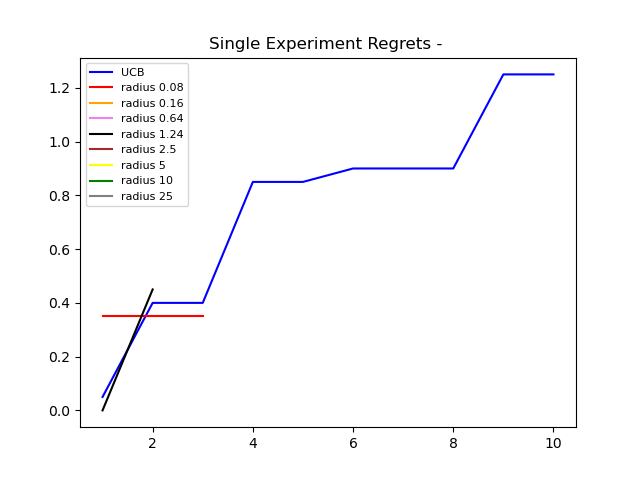 Single Experiment Regrets -
UCB
radius 0.08
radius 0.16
radius 0.64
radius 1.24
radius 2.5
radius 5
radius 10
radius 25
1.2
1.0
0.8
0.6
0.4
0.2
0.0
2 4 6 8 10